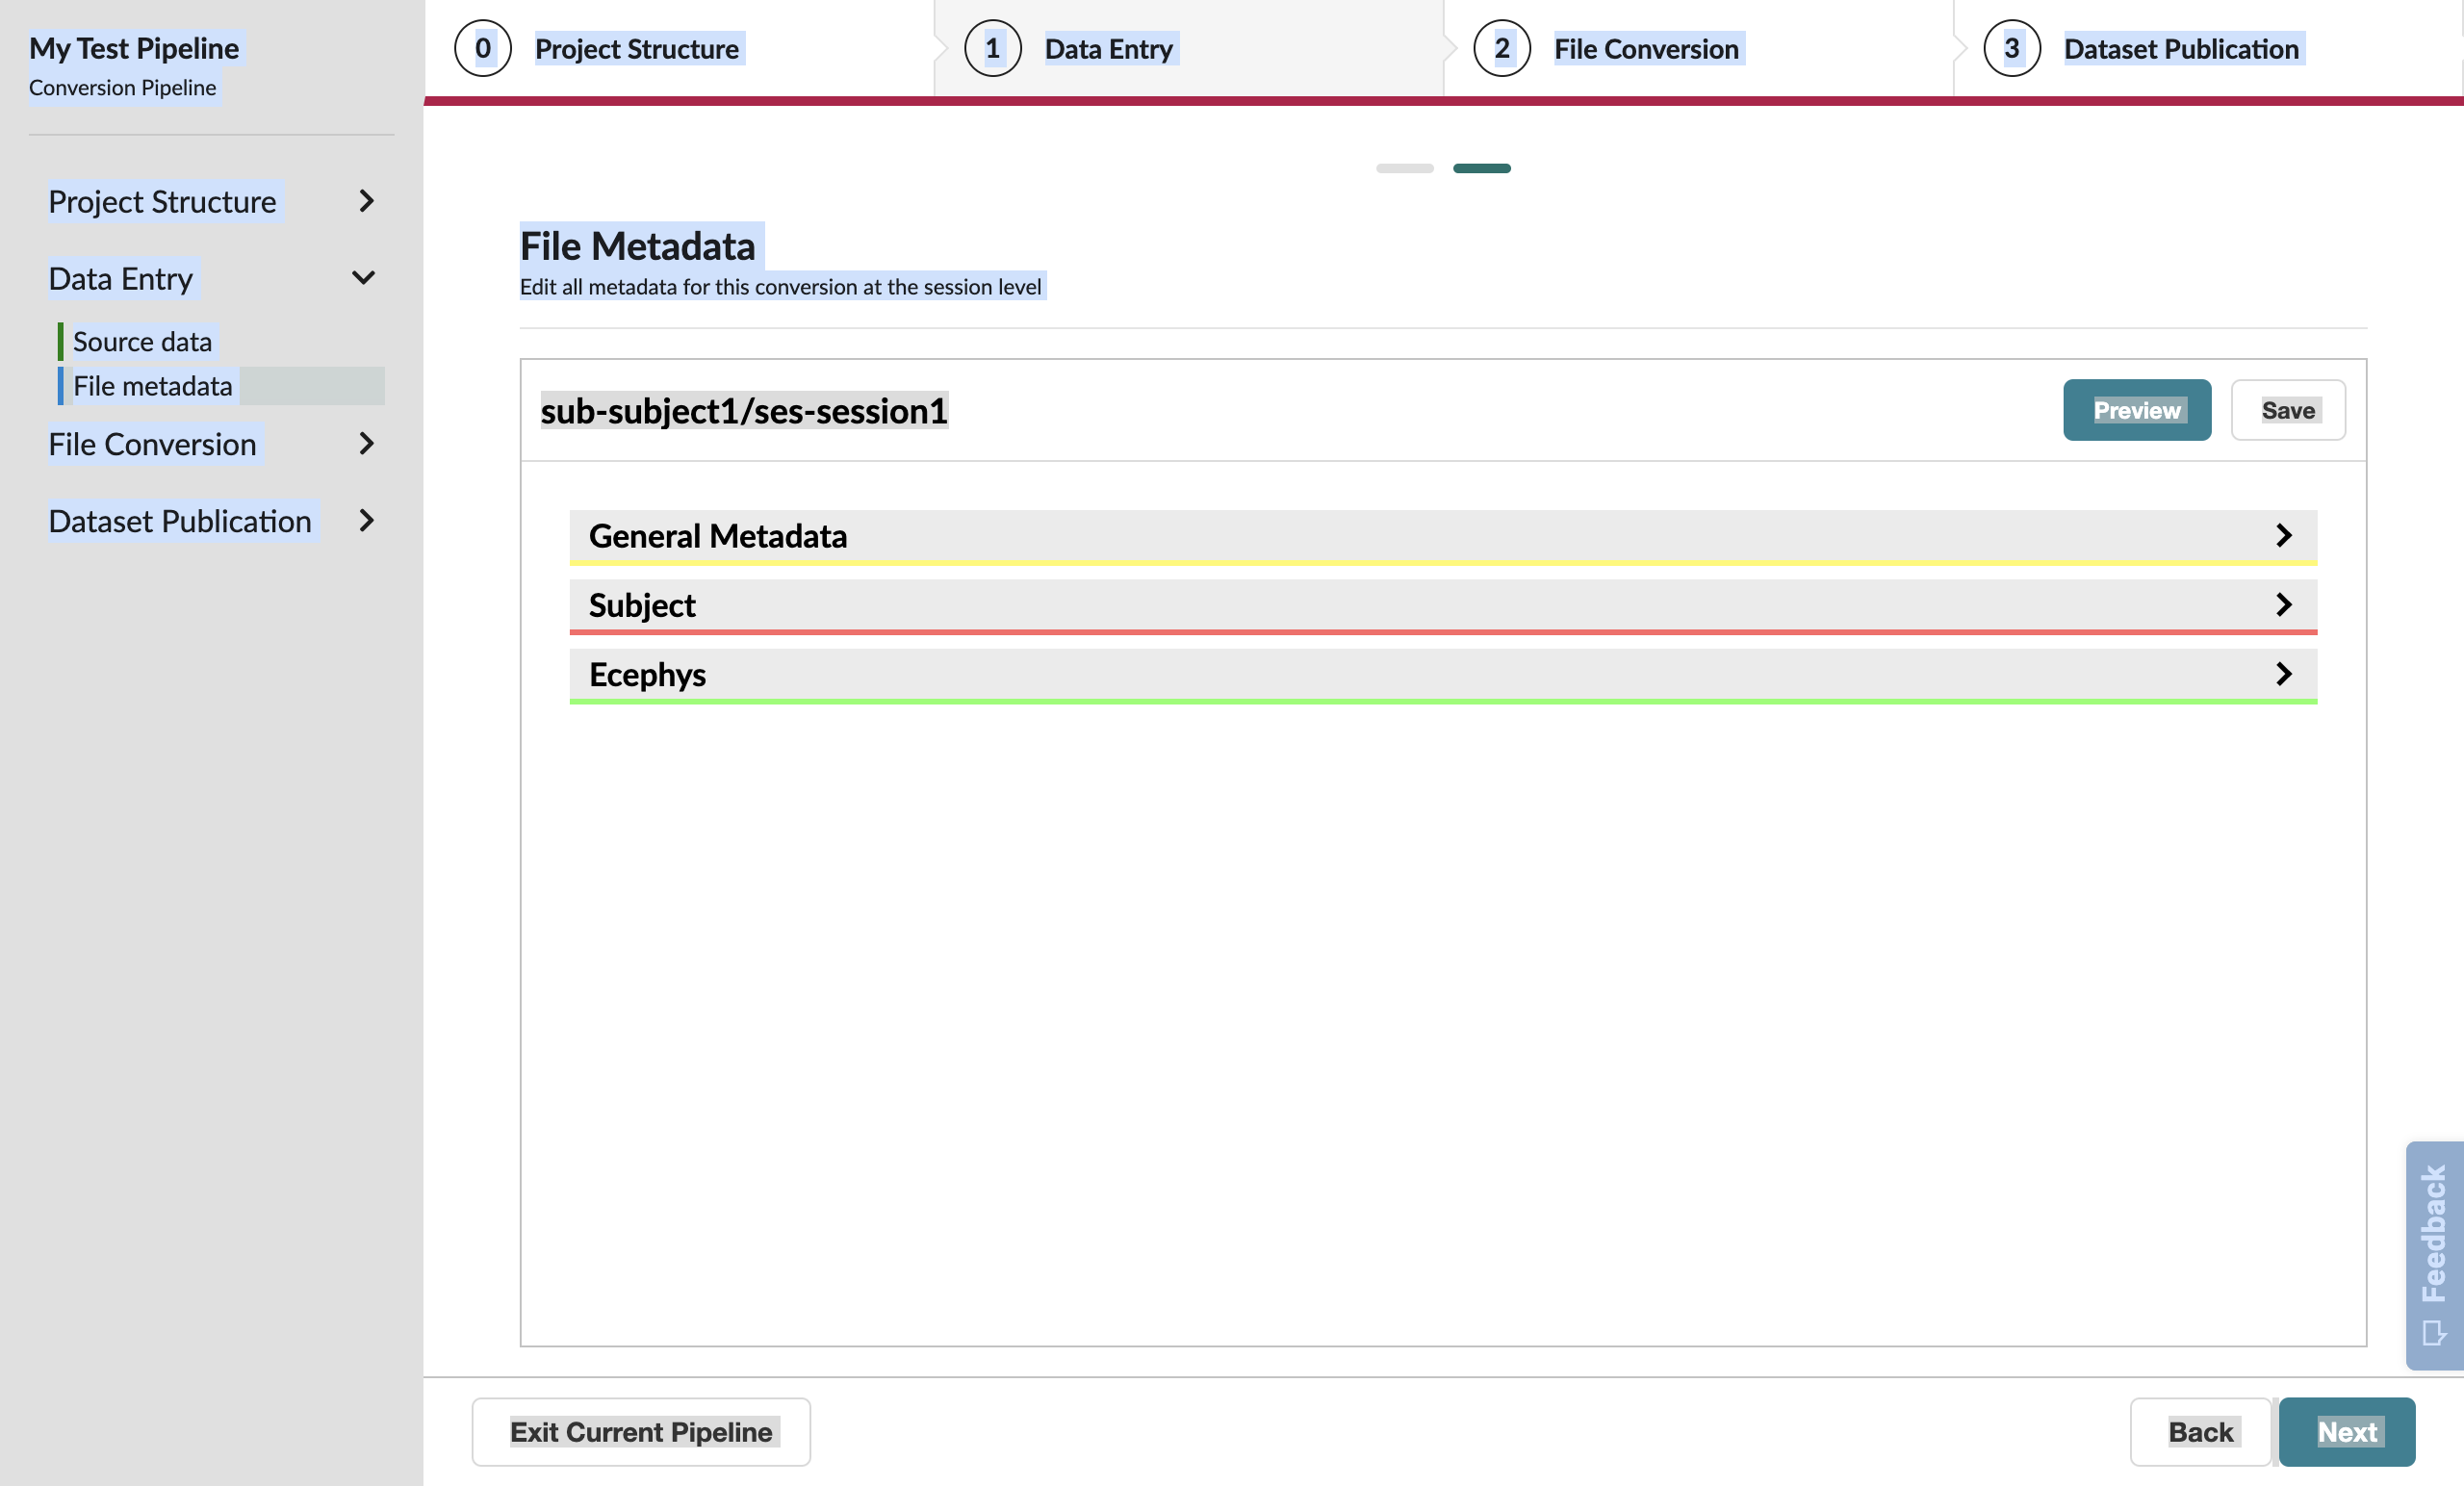 My Test Pipeline
Conversion Pipeline
Project Structure
Data Entry
Source data
File metadata
File Conversion
Dataset Publication
0 Project Structure
1 Data Entry
2 File Conversion
3 Dataset Publication
File Metadata
Edit all metadata for this conversion at the session level
sub-subject1/ses-session1
Preview
Save
General Metadata
Subject
Ecephys
Feedback
Exit Current Pipeline
Back
Next